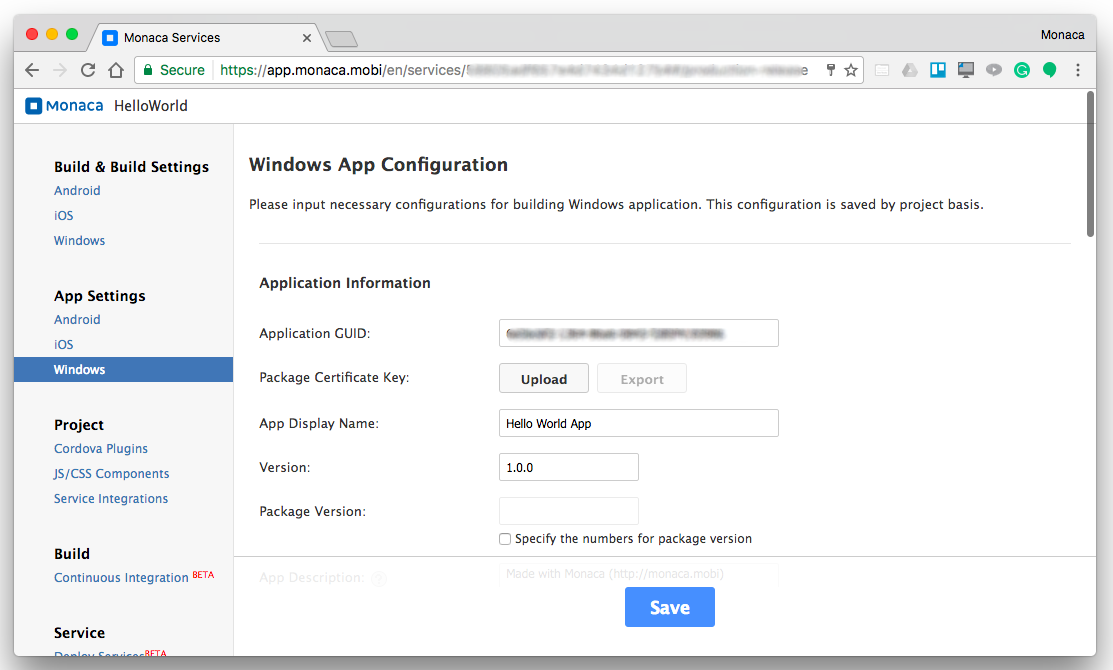 Monaca Services
Monaca
Secure https://app.monaca.mobi/en/services/
Monaca HelloWorld
Build & Build Settings
Android
iOS
Windows
App Settings
Android
iOS
Windows
Project
Cordova Plugins
JS/CSS Components
Service Integrations
Build
Continuous Integration BETA
Service
Deploy Services BETA
Windows App Configuration
Please input necessary configurations for building Windows application. This configuration is saved by project basis.
Application Information
Application GUID:
Package Certificate Key: Upload Export
App Display Name: Hello World App
Version: 1.0.0
Package Version:
Specify the numbers for package version
App Description: ? Made with Monaca (http://monaca.mobi)
Save